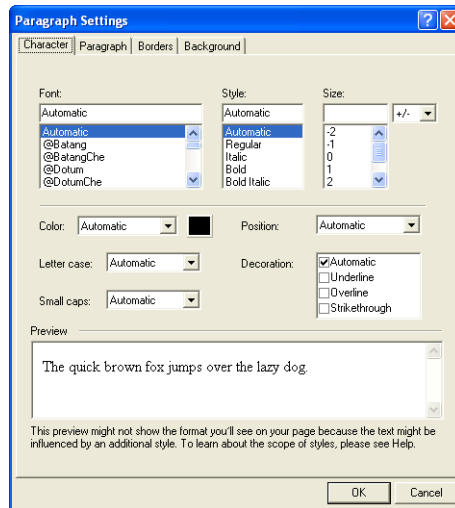 Paragraph Settings
Character Paragraph Borders Background
Font: Style: Size:
Automatic Automatic +/-
Automatic Automatic -2
@Batang Regular -1
@BatangChe Italic 0
@Dotum Bold 1
@DotumChe Bold Italic 2
Color: Automatic Position: Automatic
Letter case: Automatic Decoration: Automatic
Underline
Overline
Small caps: Automatic Strikethrough
Preview
The quick brown fox jumps over the lazy dog.
This preview might not show the format you'll see on your page because the text might be
influenced by an additional style. To learn about the scope of styles, please see Help.
OK Cancel